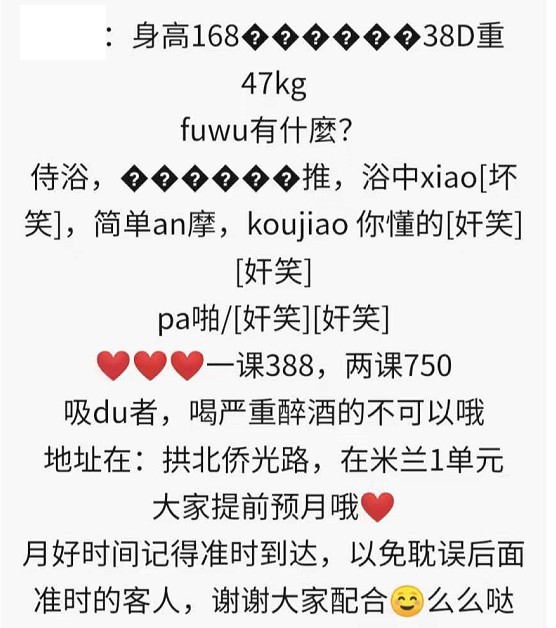 ：身高168������38D重
47kg
fuwu有什麼？
侍浴，������推，浴中xiao[坏
笑]，简单an摩，koujiao 你懂的[奸笑]
[奸笑]
pa啪/[奸笑][奸笑]
❤️❤️❤️一课388，两课750
吸du者，喝严重醉酒的不可以哦
地址在：拱北侨光路，在米兰1单元
大家提前预月哦❤️
月好时间记得准时到达，以免耽误后面
准时的客人，谢谢大家配合☺️么么哒